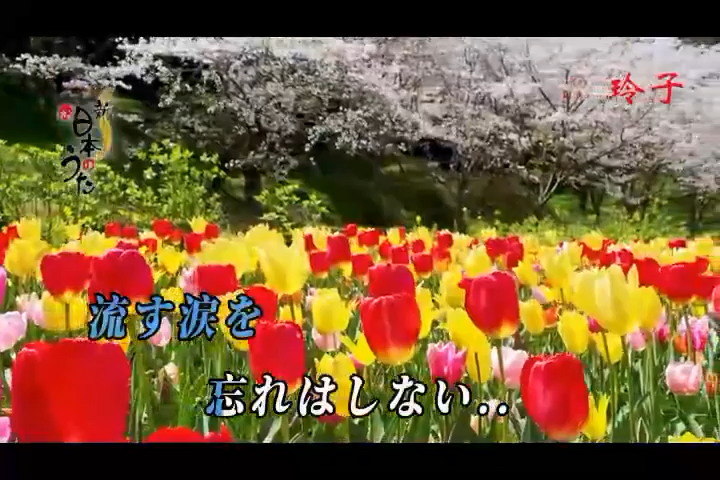 玲子
新
日本のうた
流す涙を
忘れはしない..